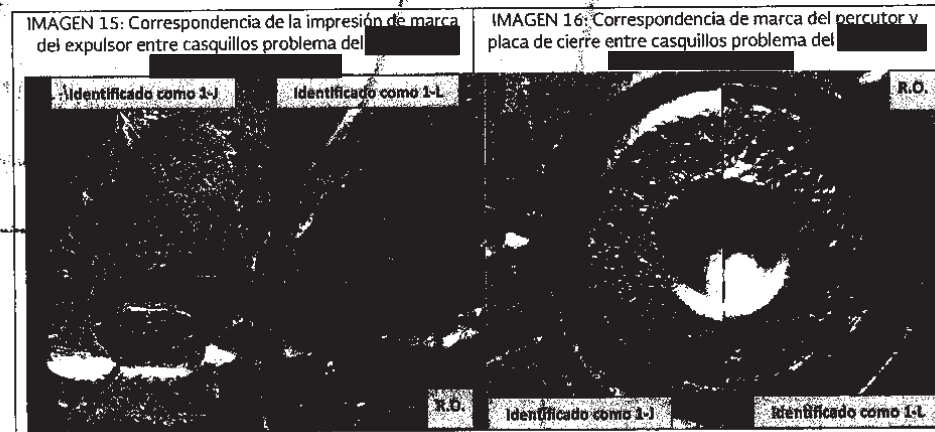 IMAGEN 15: Correspondencia de la impresión de marca
del expulsor entre casquillos problema del
IMAGEN 16: Correspondencia de marca del percutor y
placa de cierre entre casquillos problema del
Identificado como 1-J
Identificado como 1-L
R.O.
R.O.
Identificado como 1-J
Identificado como 1-L